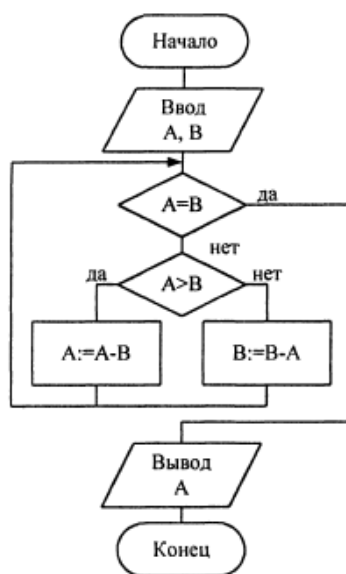 Начало
Ввод
А, В
А=В
да
нет
да
А>В
нет
А:=А-В
В:=В-А
Вывод
А
Конец